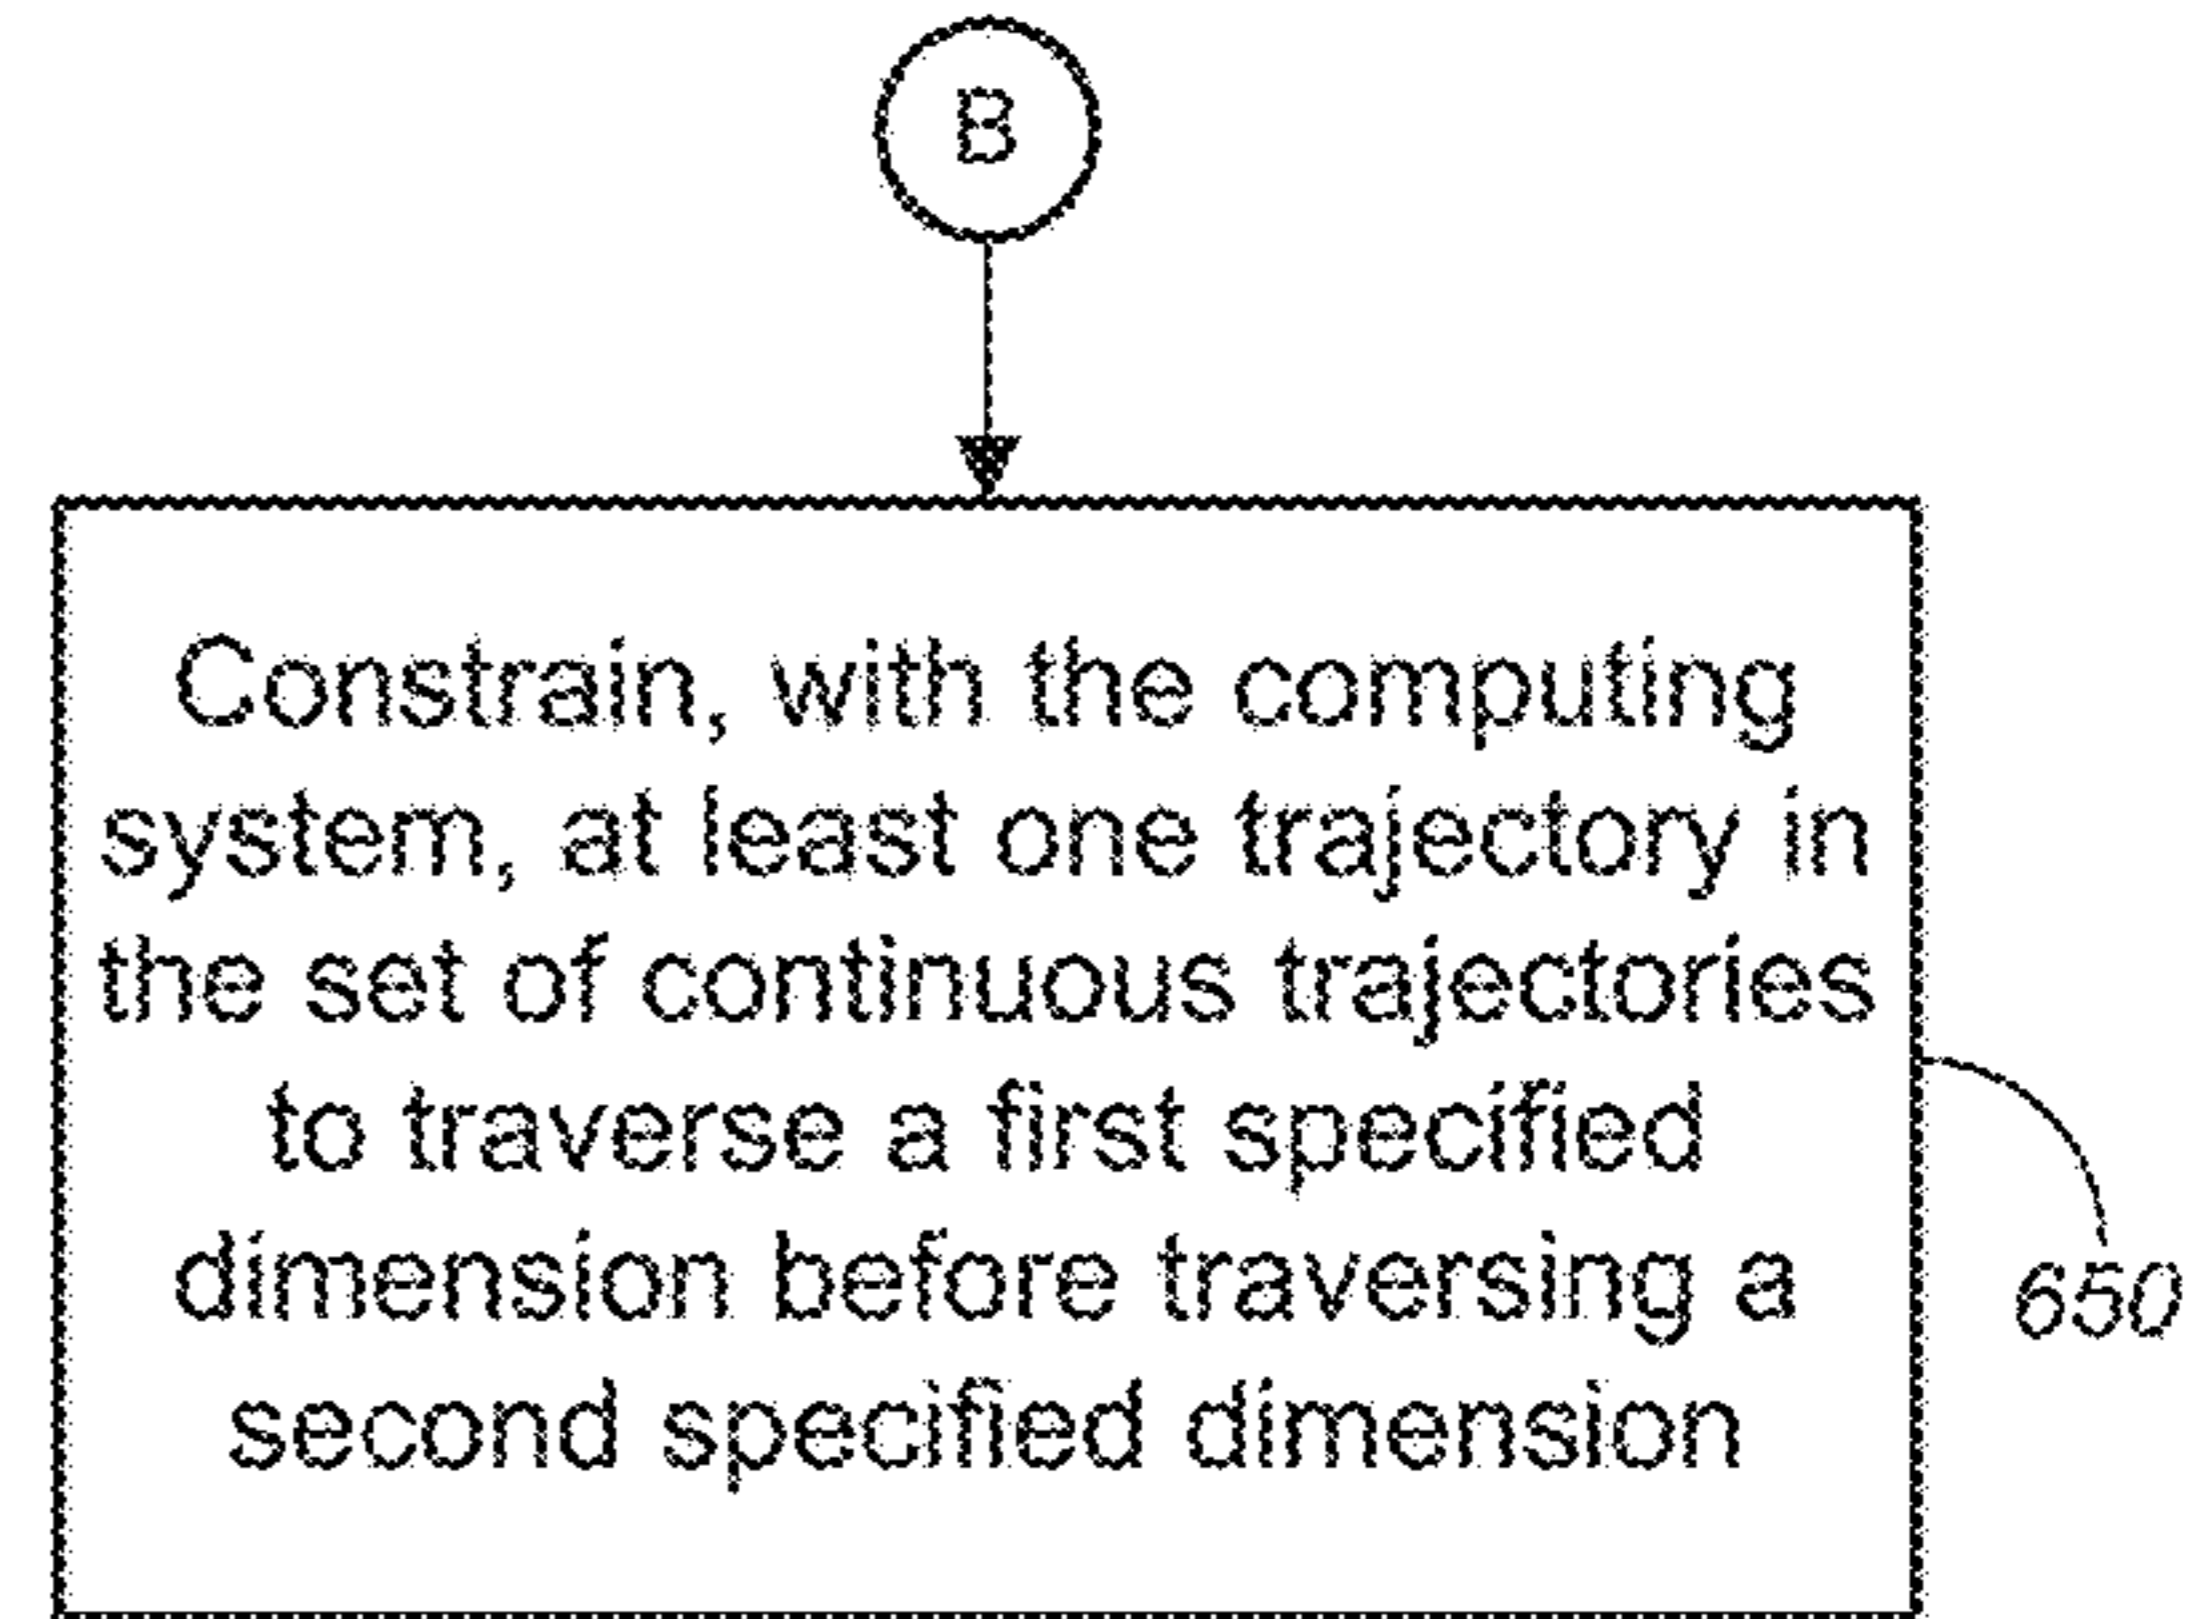 B
Constrain, with the computing
system, at least one trajectory in
the set of continuous trajectories
to traverse a first specified
dimension before traversing a
second specified dimension
650